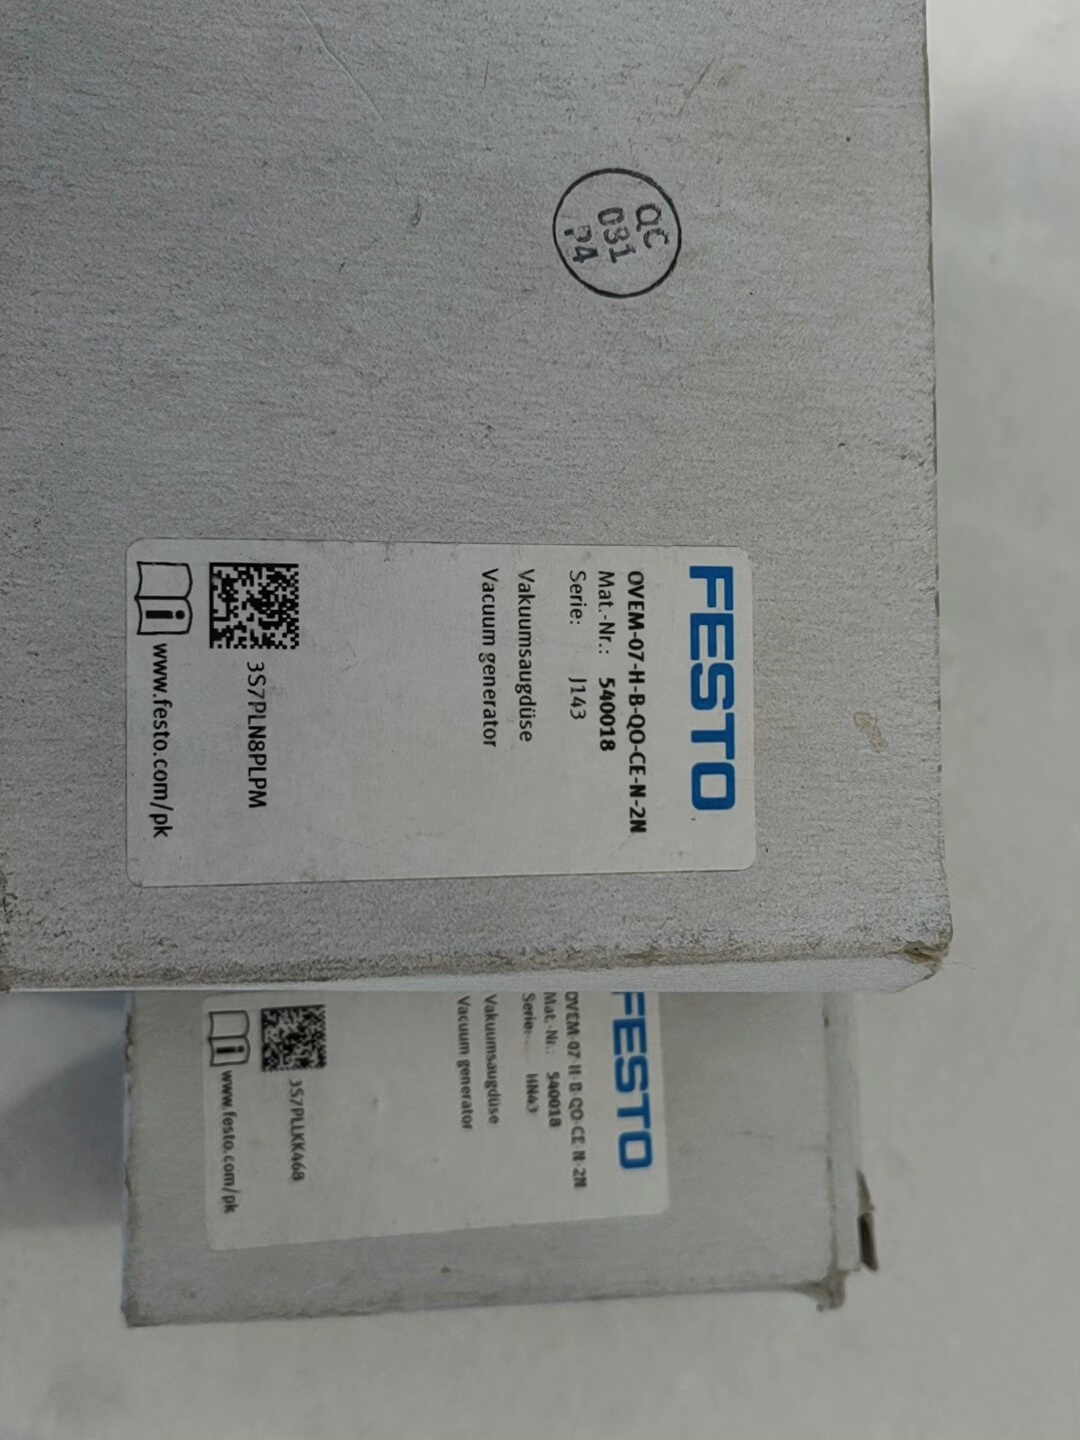 QC
031
FESTO
OVEM-07-H-B-QO-CE-N-2N
Mat.-Nr.: 540018
Serie: J143
Vakuumsaugdüse
Vacuum generator
3S7PLN8PLPM
www.festo.com/pk
FESTO
OVEM-07-H-B-QO-CE-N-2N
Mat.-Nr.: 540018
Serie: HN43
Vakuumsaugdüse
Vacuum generator
3S7PLLKK468
www.festo.com/pk